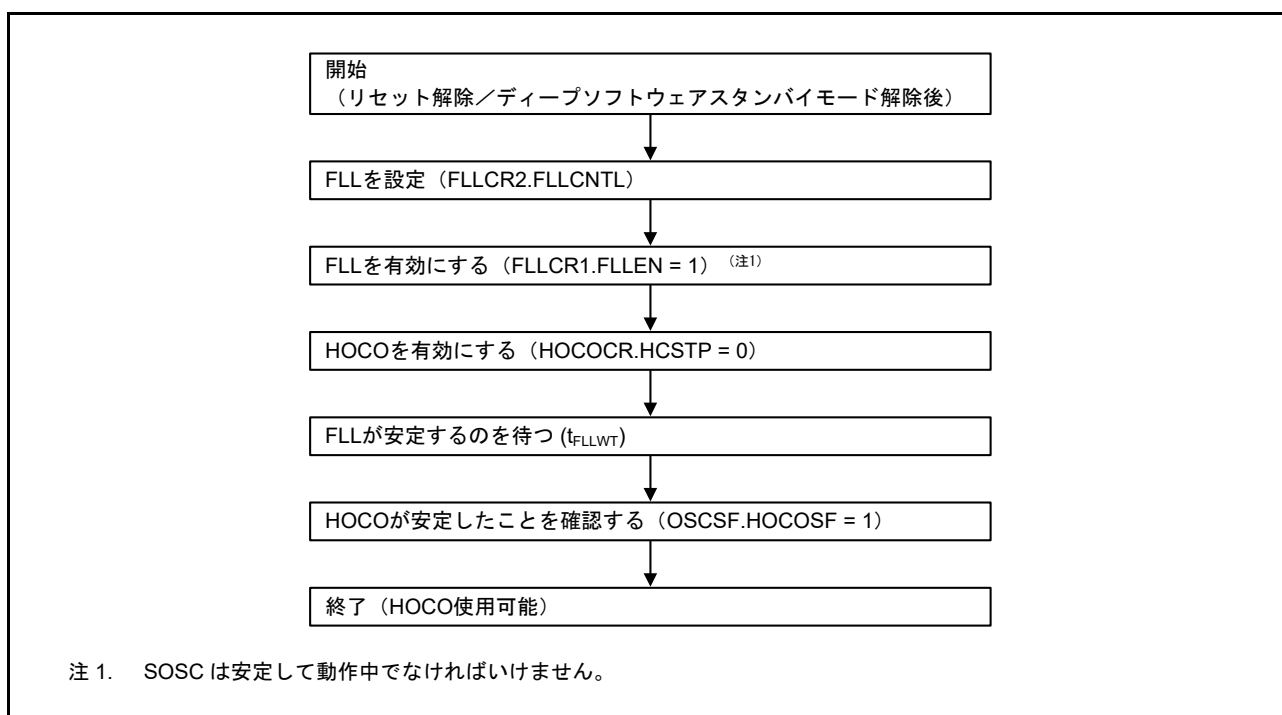 開始
（リセット解除／ディープソフトウェアスタンバイモード解除後）
FLLを設定（FLLCR2.FLLCNTL）
FLLを有効にする（FLLCR1.FLLEN = 1）（注1）
HOCOを有効にする（HOCOCR.HCSTP = 0）
FLLが安定するのを待つ (tFLLWT)
HOCOが安定したことを確認する（OSCSF.HOCOSF = 1）
終了（HOCO使用可能）
注 1. SOSC は安定して動作中でなければいけません。